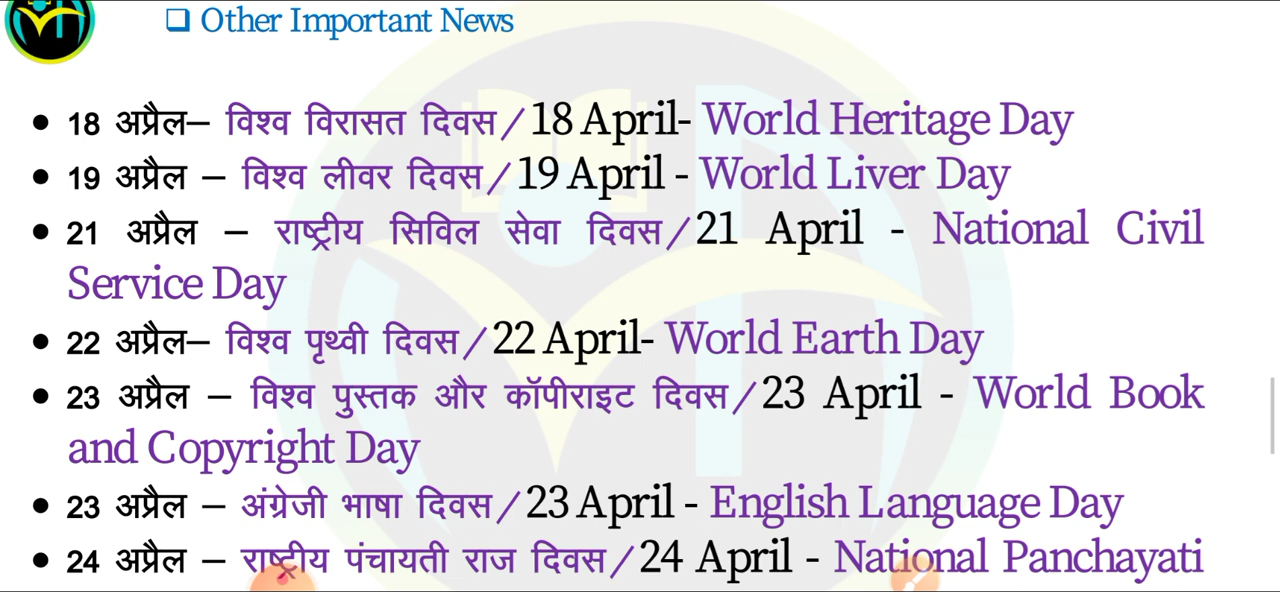 ❑ Other Important News
• 18 अप्रैल– विश्व विरासत दिवस/18 April- World Heritage Day
• 19 अप्रैल – विश्व लीवर दिवस/19 April - World Liver Day
• 21 अप्रैल – राष्ट्रीय सिविल सेवा दिवस/21 April - National Civil
Service Day
• 22 अप्रैल– विश्व पृथ्वी दिवस/22 April- World Earth Day
• 23 अप्रैल – विश्व पुस्तक और कॉपीराइट दिवस/23 April - World Book
and Copyright Day
• 23 अप्रैल – अंग्रेजी भाषा दिवस/23 April - English Language Day
• 24 अप्रैल – राष्ट्रीय पंचायती राज दिवस/24 April - National Panchayati